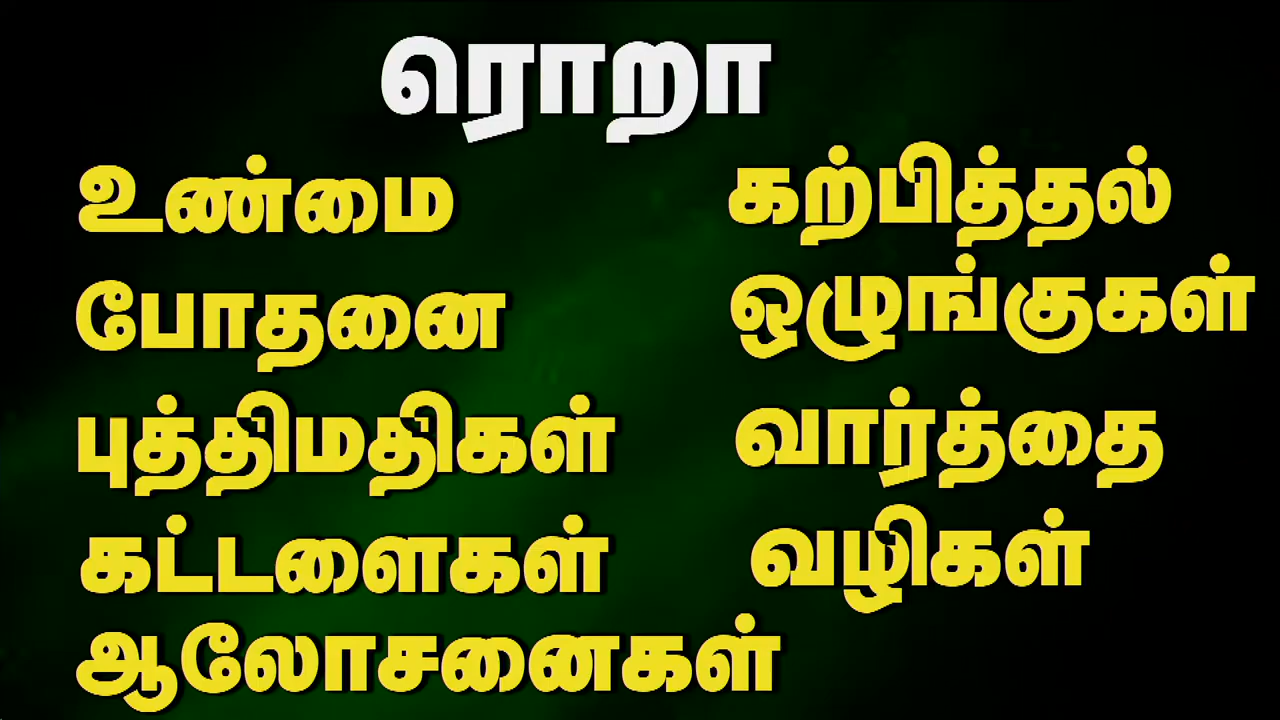 ரொறா
உண்மை
போதனை
புத்திமதிகள்
கட்டளைகள்
ஆலோசனைகள்
கற்பித்தல்
ஒழுங்குகள்
வார்த்தை
வழிகள்